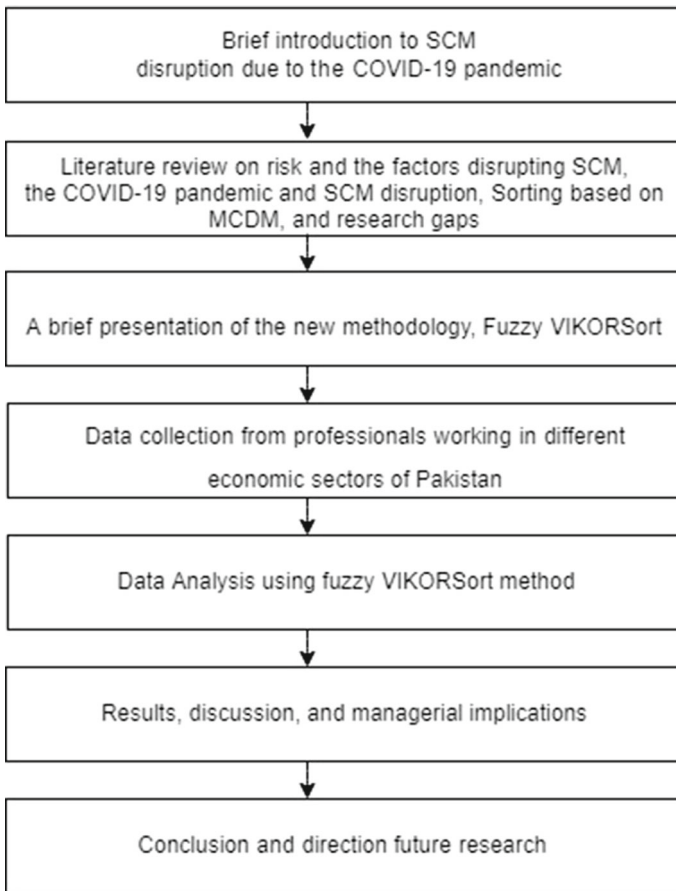 Brief introduction to SCM
disruption due to the COVID-19 pandemic
Literature review on risk and the factors disrupting SCM,
the COVID-19 pandemic and SCM disruption, Sorting based on
MCDM, and research gaps
A brief presentation of the new methodology, Fuzzy VIKORSort
Data collection from professionals working in different
economic sectors of Pakistan
Data Analysis using fuzzy VIKORSort method
Results, discussion, and managerial implications
Conclusion and direction future research